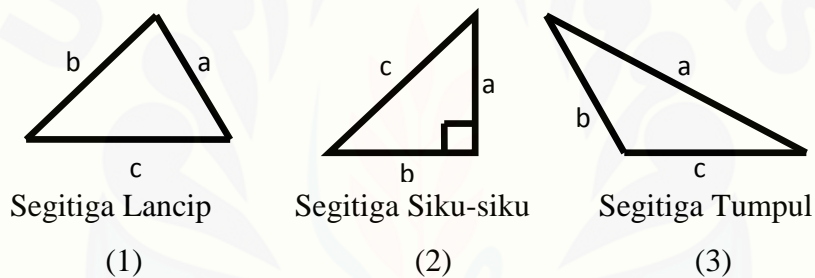 b a c
c a b
a b c
Segitiga Lancip Segitiga Siku-siku Segitiga Tumpul
(1) (2) (3)